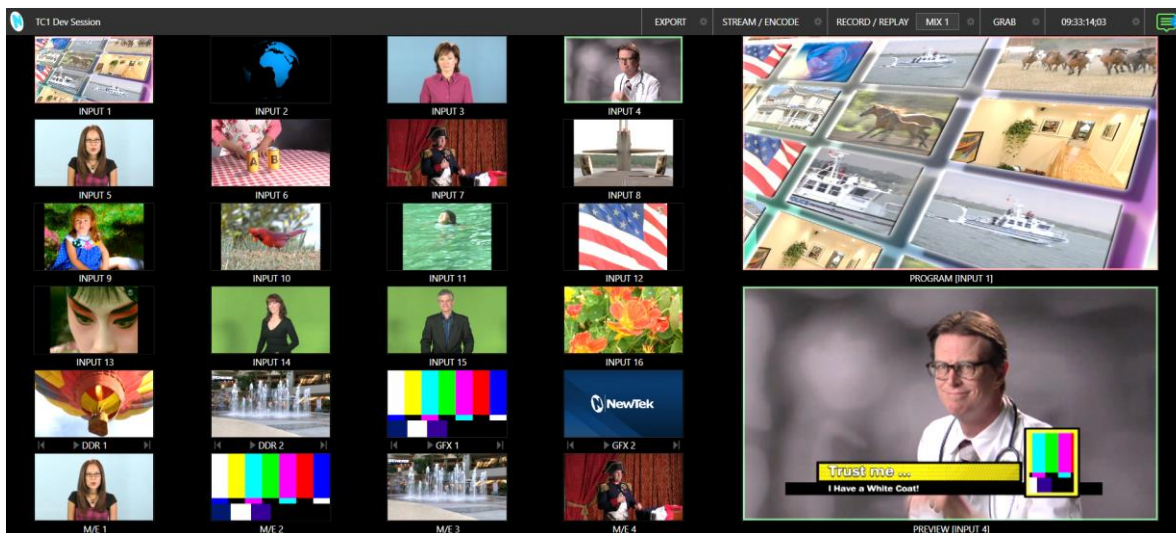 TC1 Dev Session
EXPORT
STREAM / ENCODE
RECORD / REPLAY
MIX 1
GRAB
09:33:14;03
INPUT 1
INPUT 2
INPUT 3
INPUT 4
PROGRAM [INPUT 1]
A B
INPUT 5
INPUT 6
INPUT 7
INPUT 8
INPUT 9
INPUT 10
INPUT 11
INPUT 12
INPUT 13
INPUT 14
INPUT 15
INPUT 16
NewTek
DDR 1
DDR 2
GFX 1
GFX 2
M/E 1
M/E 2
M/E 3
M/E 4
Trust me ...
I Have a White Coat!
PREVIEW [INPUT 4]